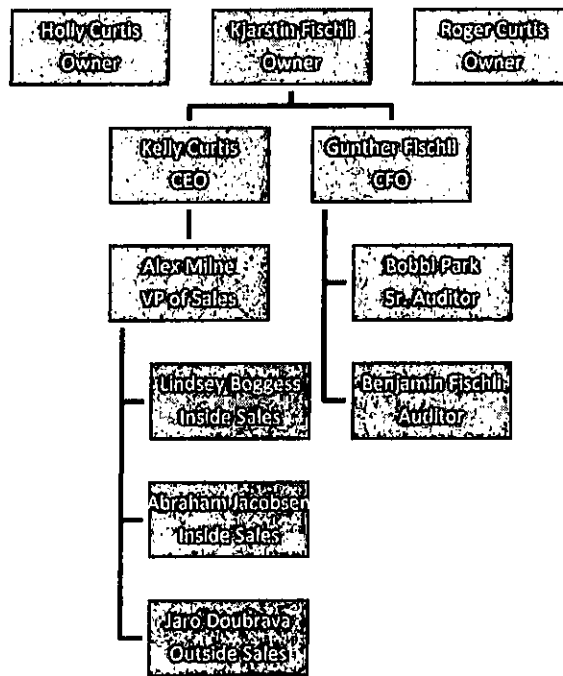 Holly Curtis
Owner
Kjarstin Fischli
Owner
Roger Curtis
Owner
Kelly Curtis
CEO
Gunther Fischli
CFO
Alex Milne
VP of Sales
Bobbi Park
Sr. Auditor
Lindsey Boggess
Inside Sales
Benjamin Fischli
Auditor
Abraham Jacobsen
Inside Sales
Jaro Doubrava
Outside Sales